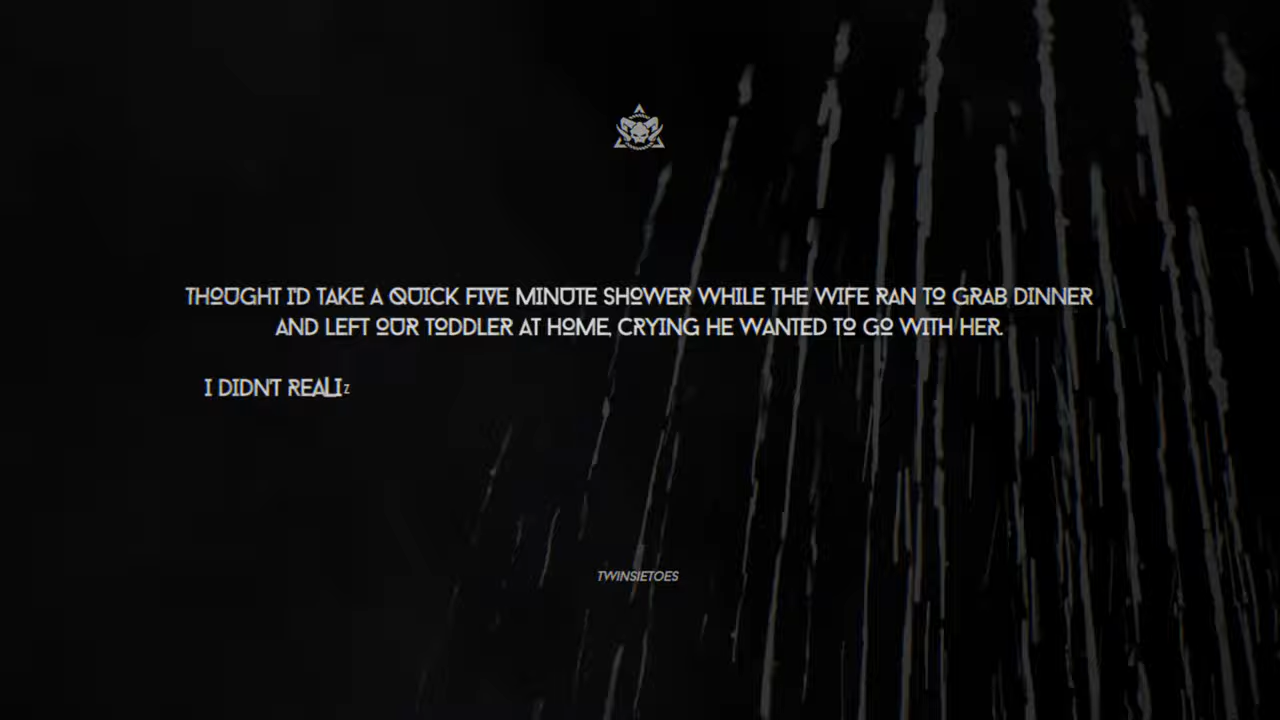 THOUGHT I'D TAKE A QUICK FIVE MINUTE SHOWER WHILE THE WIFE RAN TO GRAB DINNER
AND LEFT OUR TODDLER AT HOME, CRYING HE WANTED TO GO WITH HER.
I DIDN'T REALIZ
TWINSIETOES